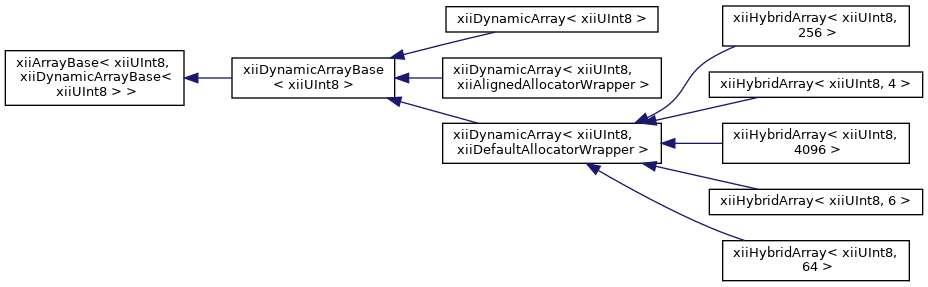 xiiArrayBase< xiiUInt8,
xiiDynamicArrayBase<
xiiUInt8 > >
xiiDynamicArrayBase
< xiiUInt8 >
xiiDynamicArray< xiiUInt8 >
xiiDynamicArray< xiiUInt8,
xiiAlignedAllocatorWrapper >
xiiDynamicArray< xiiUInt8,
xiiDefaultAllocatorWrapper >
xiiHybridArray< xiiUInt8,
256 >
xiiHybridArray< xiiUInt8, 4 >
xiiHybridArray< xiiUInt8,
4096 >
xiiHybridArray< xiiUInt8, 6 >
xiiHybridArray< xiiUInt8,
64 >